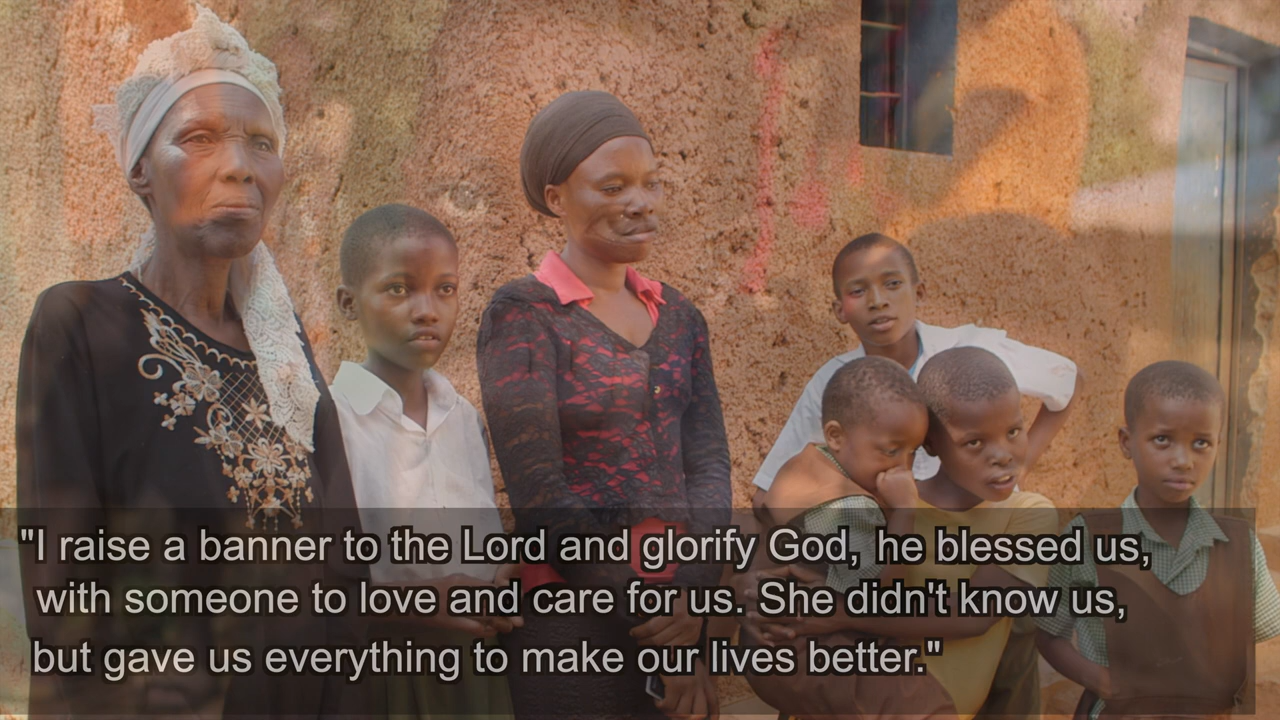 "I raise a banner to the Lord and glorify God, he blessed us,
with someone to love and care for us. She didn't know us,
but gave us everything to make our lives better."